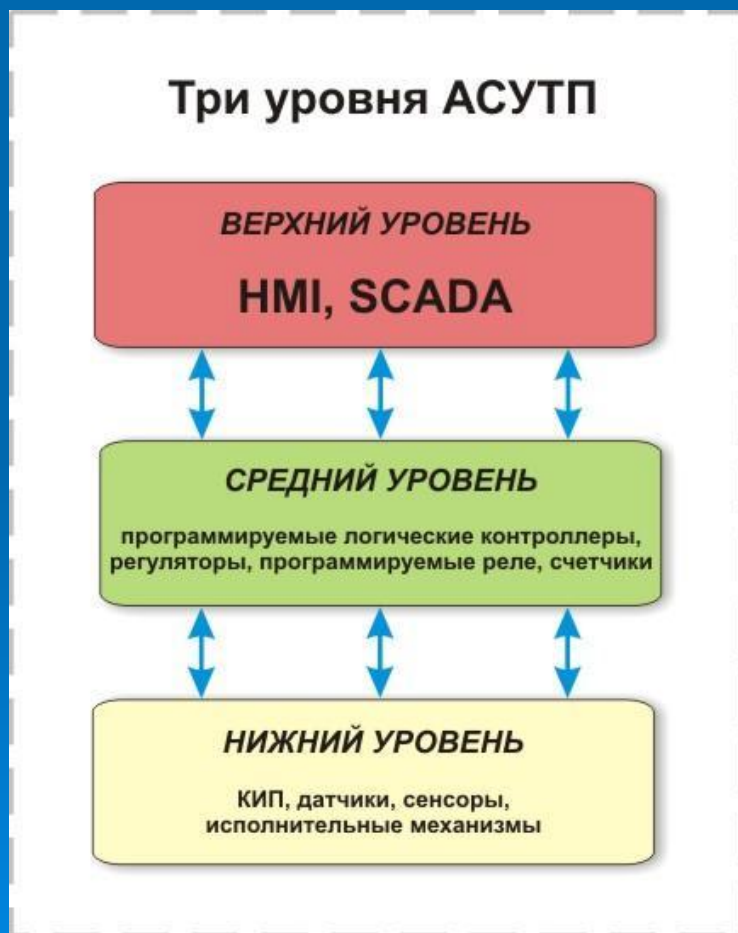 Три уровня АСУТП
ВЕРХНИЙ УРОВЕНЬ
HMI, SCADA
СРЕДНИЙ УРОВЕНЬ
программируемые логические контроллеры,
регуляторы, программируемые реле, счетчики
НИЖНИЙ УРОВЕНЬ
КИП, датчики, сенсоры,
исполнительные механизмы